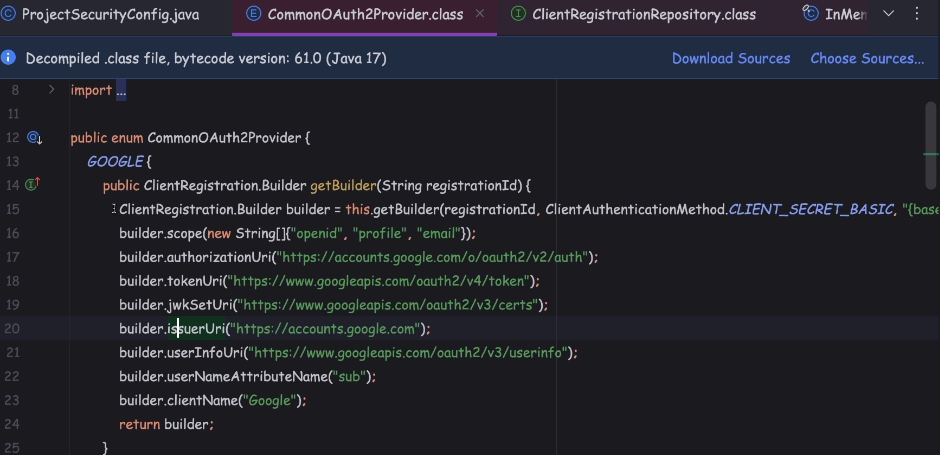 ProjectSecurityConfig.java CommonOAuth2Provider.class ClientRegistrationRepository.class InMen
Decompiled .class file, bytecode version: 61.0 (Java 17) Download Sources Choose Sources...
8 import ...
11
12 public enum CommonOAuth2Provider {
13 GOOGLE {
14 public ClientRegistration.Builder getBuilder(String registrationId) {
15 ClientRegistration.Builder builder = this.getBuilder(registrationId, ClientAuthenticationMethod.CLIENT_SECRET_BASIC, "{base
16 builder.scope(new String[]{"openid", "profile", "email"});
17 builder.authorizationUri("https://accounts.google.com/o/oauth2/v2/auth");
18 builder.tokenUri("https://www.googleapis.com/oauth2/v4/token");
19 builder.jwkSetUri("https://www.googleapis.com/oauth2/v3/certs");
20 builder.issuerUri("https://accounts.google.com");
21 builder.userInfoUri("https://www.googleapis.com/oauth2/v3/userinfo");
22 builder.userNameAttributeName("sub");
23 builder.clientName("Google");
24 return builder;
25 }